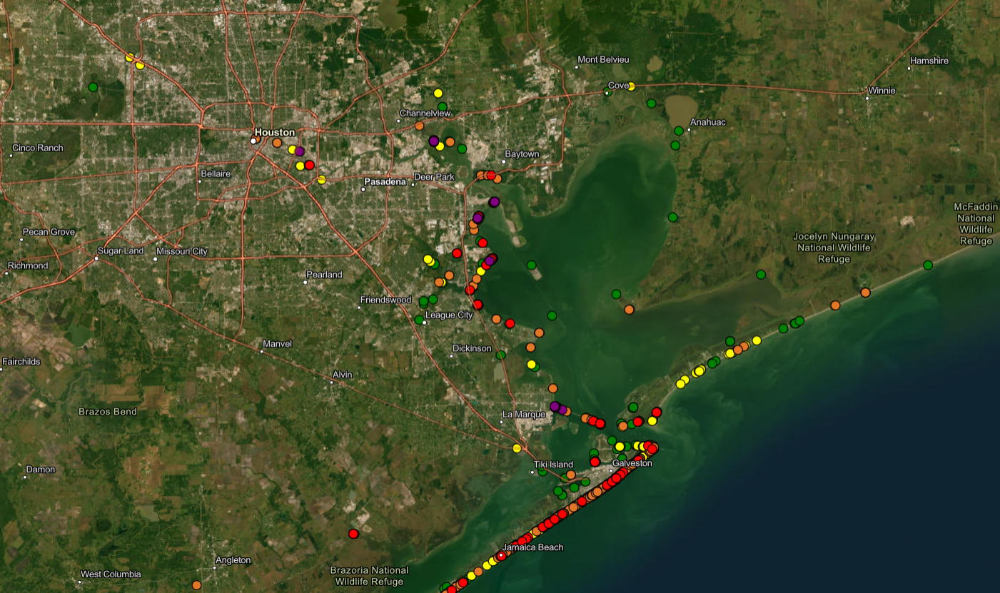 Mont Belvieu
Hamshire
Cove
Winnie
Channelview
Anahuac
Houston
Cinco Ranch
Baytown
Bellaire
Deer Park
Pasadena
McFaddin
National
Wildlife
Refuge
Pecan Grove
Jocelyn Nungaray
National Wildlife
Refuge
Sugar Land
Missouri City
Richmond
Pearland
Friendswood
League City
Manvel
Dickinson
Fairchilds
Alvin
Brazos Bend
La Marque
Damon
Tiki Island
Galveston
Jamaica Beach
Angleton
West Columbia
Brazoria National
Wildlife Refuge